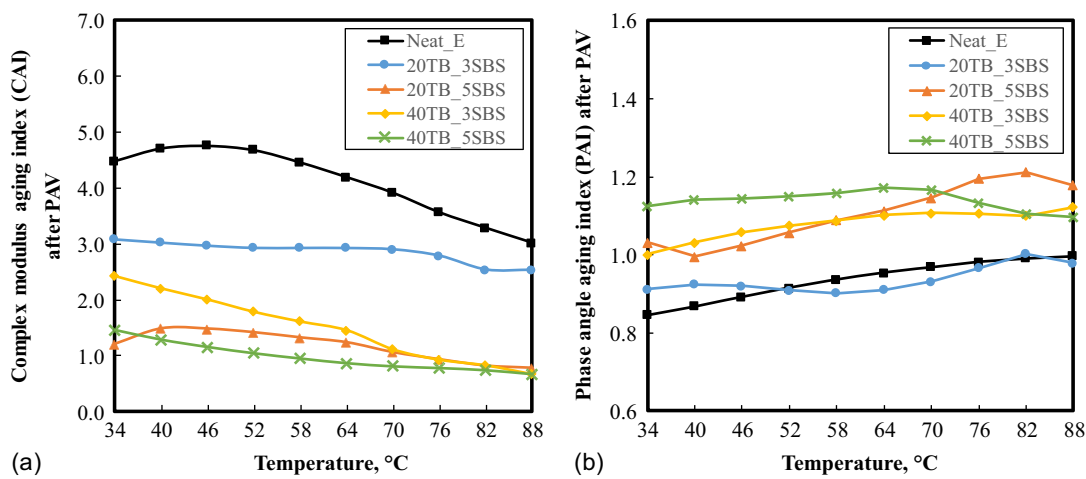 Complex modulus aging index (CAI)
after PAV
7.0
6.0
5.0
4.0
3.0
2.0
1.0
0.0
Neat_E
20TB_3SBS
20TB_5SBS
40TB_3SBS
40TB_5SBS
34 40 46 52 58 64 70 76 82 88
Temperature, °C
(a)
Phase angle aging index (PAI) after PAV
1.6
1.4
1.2
1.0
0.8
0.6
Neat_E
20TB_3SBS
20TB_5SBS
40TB_3SBS
40TB_5SBS
34 40 46 52 58 64 70 76 82 88
Temperature, °C
(b)